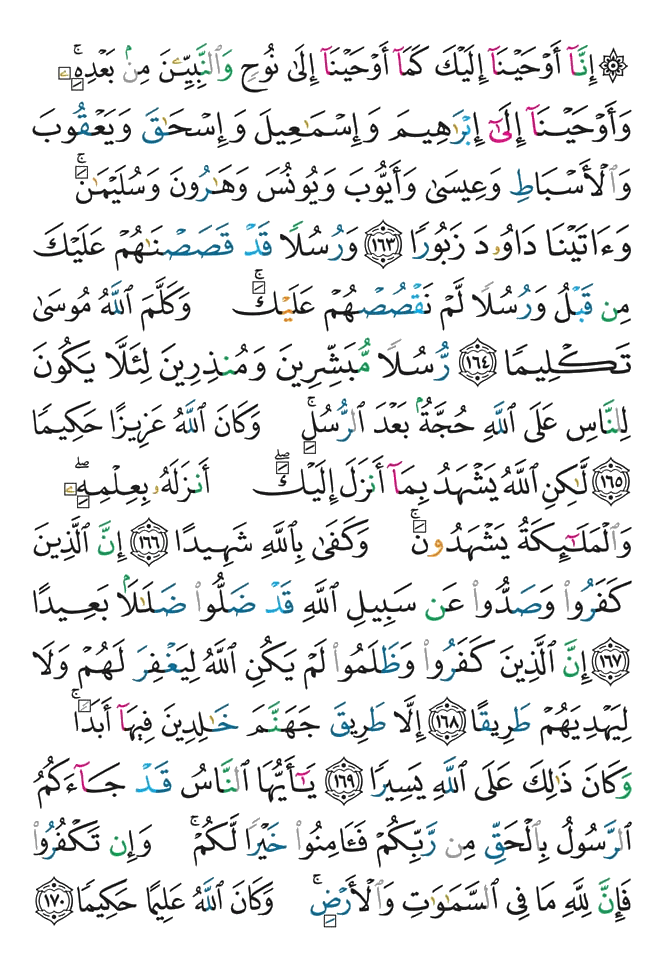 ۞ إِنَّآ أَوْحَيْنَآ إِلَيْكَ كَمَآ أَوْحَيْنَآ إِلَىٰ نُوحٍ وَٱلنَّبِيِّـۧنَ مِنۢ بَعْدِهِۦۚ
وَأَوْحَيْنَآ إِلَىٰٓ إِبْرَٰهِيمَ وَإِسْمَٰعِيلَ وَإِسْحَٰقَ وَيَعْقُوبَ
وَٱلْأَسْبَاطِ وَعِيسَىٰ وَأَيُّوبَ وَيُونُسَ وَهَٰرُونَ وَسُلَيْمَٰنَۚ
وَءَاتَيْنَا دَاوُۥدَ زَبُورًا ١٦٣ وَرُسُلًا قَدْ قَصَصْنَٰهُمْ عَلَيْكَ
مِن قَبْلُ وَرُسُلًا لَّمْ نَقْصُصْهُمْ عَلَيْكَۚ وَكَلَّمَ ٱللَّهُ مُوسَىٰ
تَكْلِيمًا ١٦٤ رُّسُلًا مُّبَشِّرِينَ وَمُنذِرِينَ لِئَلَّا يَكُونَ
لِلنَّاسِ عَلَى ٱللَّهِ حُجَّةٌۢ بَعْدَ ٱلرُّسُلِۚ وَكَانَ ٱللَّهُ عَزِيزًا حَكِيمًا
١٦٥ لَّٰكِنِ ٱللَّهُ يَشْهَدُ بِمَآ أَنزَلَ إِلَيْكَۖ أَنزَلَهُۥ بِعِلْمِهِۦۖ
وَٱلْمَلَٰٓئِكَةُ يَشْهَدُونَۚ وَكَفَىٰ بِٱللَّهِ شَهِيدًا ١٦٦ إِنَّ ٱلَّذِينَ
كَفَرُوا۟ وَصَدُّوا۟ عَن سَبِيلِ ٱللَّهِ قَدْ ضَلُّوا۟ ضَلَٰلًۢا بَعِيدًا
١٦٧ إِنَّ ٱلَّذِينَ كَفَرُوا۟ وَظَلَمُوا۟ لَمْ يَكُنِ ٱللَّهُ لِيَغْفِرَ لَهُمْ وَلَا
لِيَهْدِيَهُمْ طَرِيقًا ١٦٨ إِلَّا طَرِيقَ جَهَنَّمَ خَٰلِدِينَ فِيهَآ أَبَدًاۚ
وَكَانَ ذَٰلِكَ عَلَى ٱللَّهِ يَسِيرًا ١٦٩ يَٰٓأَيُّهَا ٱلنَّاسُ قَدْ جَآءَكُمُ
ٱلرَّسُولُ بِٱلْحَقِّ مِن رَّبِّكُمْ فَـَٔامِنُوا۟ خَيْرًا لَّكُمْۚ وَإِن تَكْفُرُوا۟
فَإِنَّ لِلَّهِ مَا فِى ٱلسَّمَٰوَٰتِ وَٱلْأَرْضِۚ وَكَانَ ٱللَّهُ عَلِيمًا حَكِيمًا ١٧٠